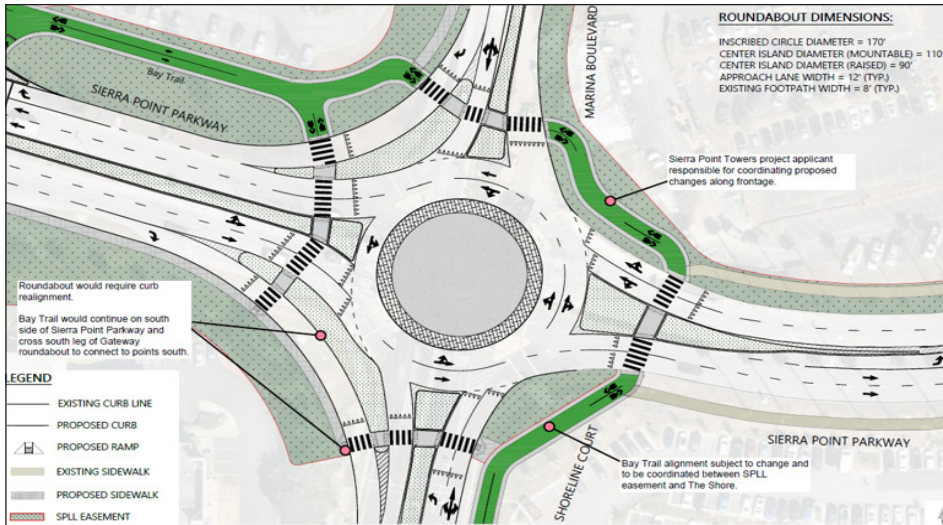 ROUNDABOUT DIMENSIONS:
INSCRIBED CIRCLE DIAMETER = 170'
CENTER ISLAND DIAMETER (MOUNTABLE) = 110'
CENTER ISLAND DIAMETER (RAISED) = 90'
APPROACH LANE WIDTH = 12' (TYP.)
EXISTING FOOTPATH WIDTH = 8' (TYP.)
MARINA BOULEVARD
Bay Trail
SIERRA POINT PARKWAY
Sierra Point Towers project applicant
responsible for coordinating proposed
changes along frontage.
Roundabout would require curb
realignment.
Bay Trail would continue on south
side of Sierra Point Parkway and
cross south leg of Gateway
roundabout to connect to points south.
LEGEND
EXISTING CURB LINE
PROPOSED CURB
PROPOSED RAMP
EXISTING SIDEWALK
PROPOSED SIDEWALK
SPLL EASEMENT
SHORELINE COURT
SIERRA POINT PARKWAY
Bay Trail alignment subject to change and
to be coordinated between SPLL
easement and The Shore.